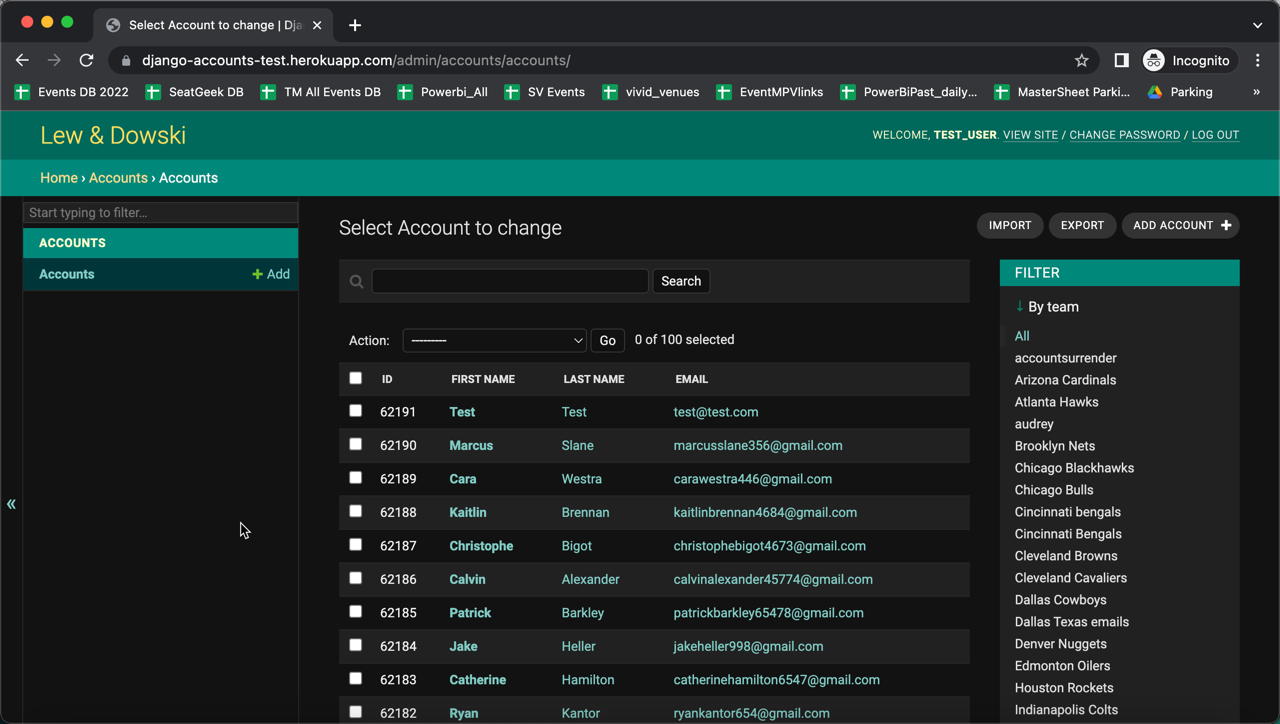 Select Account to change | Dja
django-accounts-test.herokuapp.com/admin/accounts/accounts/
Incognito
Events DB 2022 SeatGeek DB TM All Events DB Powerbi_All SV Events vivid_venues EventMPVlinks PowerBiPast_daily... MasterSheet Parki... Parking »
Lew & Dowski
WELCOME, TEST_USER. VIEW SITE / CHANGE PASSWORD / LOG OUT
Home › Accounts › Accounts
Start typing to filter...
ACCOUNTS
Accounts + Add
«
Select Account to change
IMPORT EXPORT ADD ACCOUNT +
Search
Action: --------- Go 0 of 100 selected
ID FIRST NAME LAST NAME EMAIL
62191 Test Test test@test.com
62190 Marcus Slane marcusslane356@gmail.com
62189 Cara Westra carawestra446@gmail.com
62188 Kaitlin Brennan kaitlinbrennan4684@gmail.com
62187 Christophe Bigot christophebigot4673@gmail.com
62186 Calvin Alexander calvinalexander45774@gmail.com
62185 Patrick Barkley patrickbarkley65478@gmail.com
62184 Jake Heller jakeheller998@gmail.com
62183 Catherine Hamilton catherinehamilton6547@gmail.com
62182 Ryan Kantor ryankantor654@gmail.com
FILTER
↓ By team
All
accountsurrender
Arizona Cardinals
Atlanta Hawks
audrey
Brooklyn Nets
Chicago Blackhawks
Chicago Bulls
Cincinnati bengals
Cincinnati Bengals
Cleveland Browns
Cleveland Cavaliers
Dallas Cowboys
Dallas Texas emails
Denver Nuggets
Edmonton Oilers
Houston Rockets
Indianapolis Colts